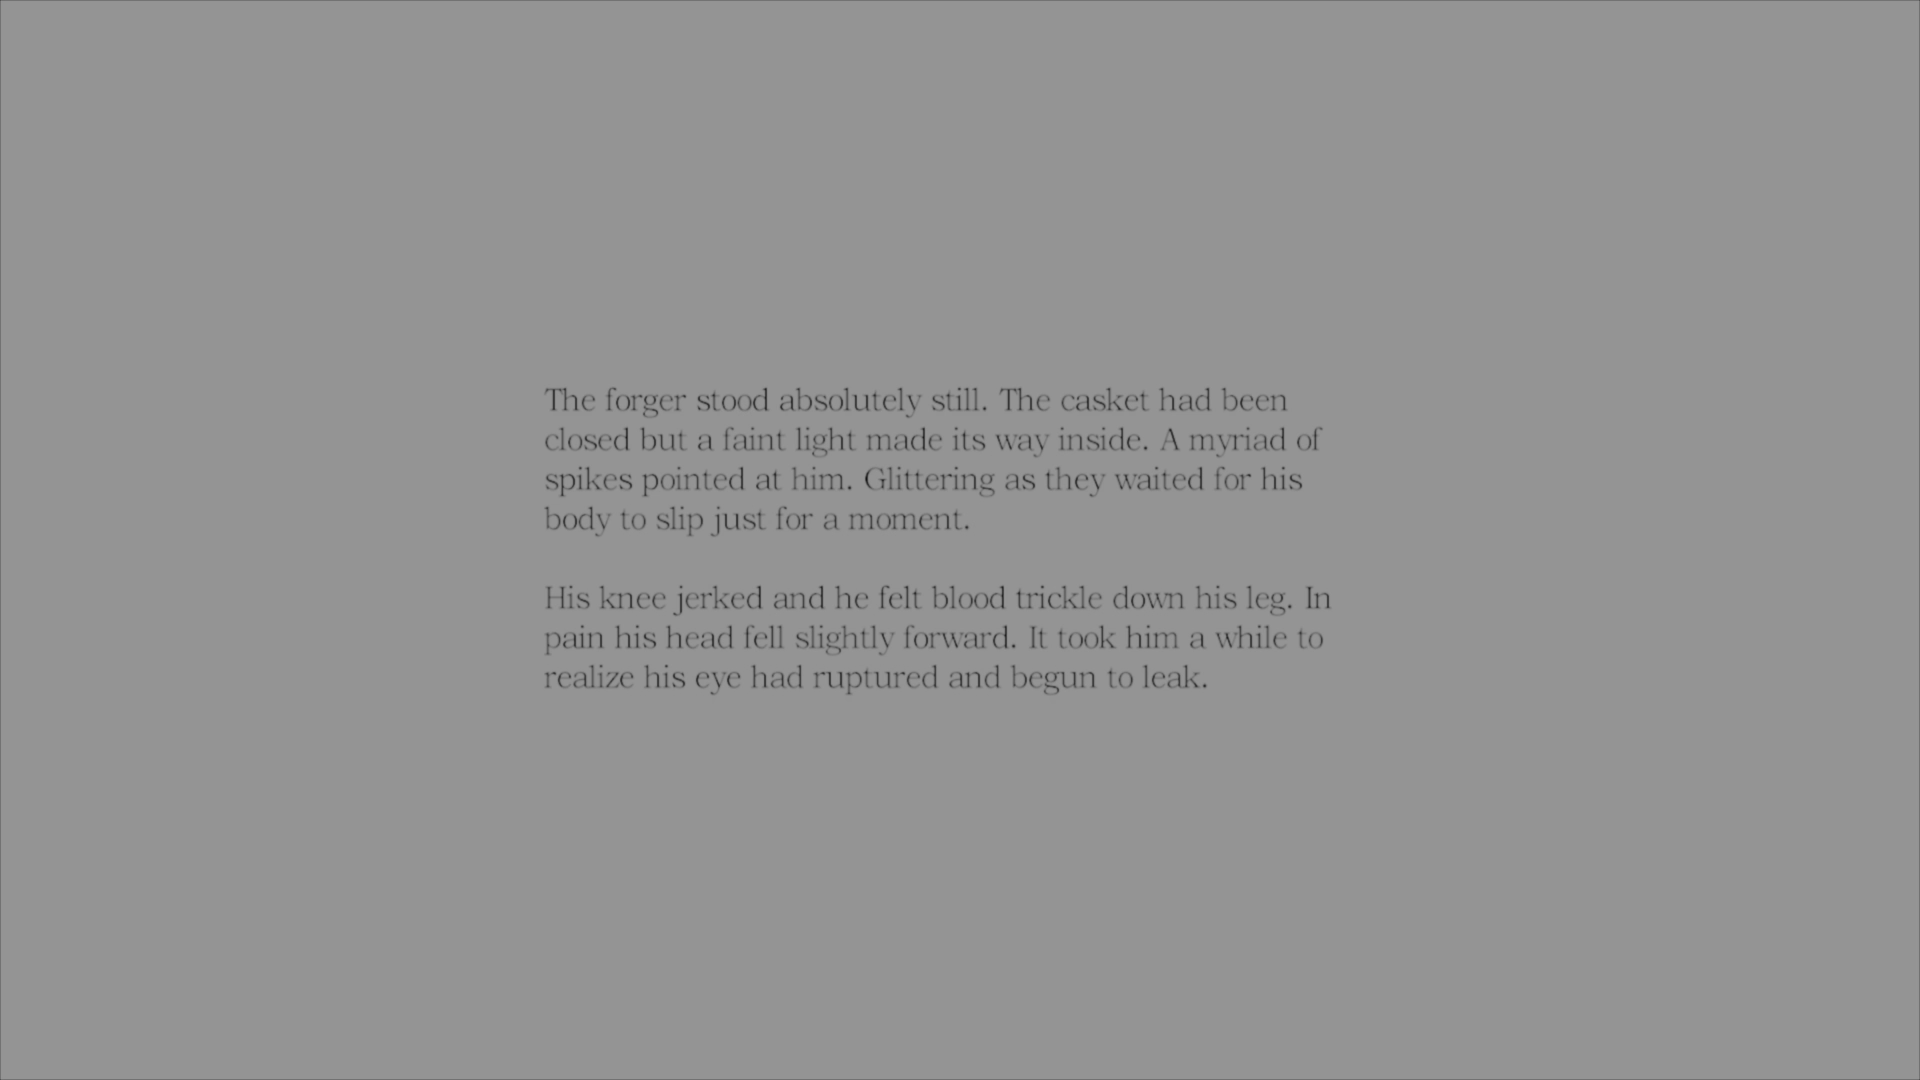 The forger stood absolutely still. The casket had been
closed but a faint light made its way inside. A myriad of
spikes pointed at him. Glittering as they waited for his
body to slip just for a moment.
His knee jerked and he felt blood trickle down his leg. In
pain his head fell slightly forward. It took him a while to
realize his eye had ruptured and begun to leak.